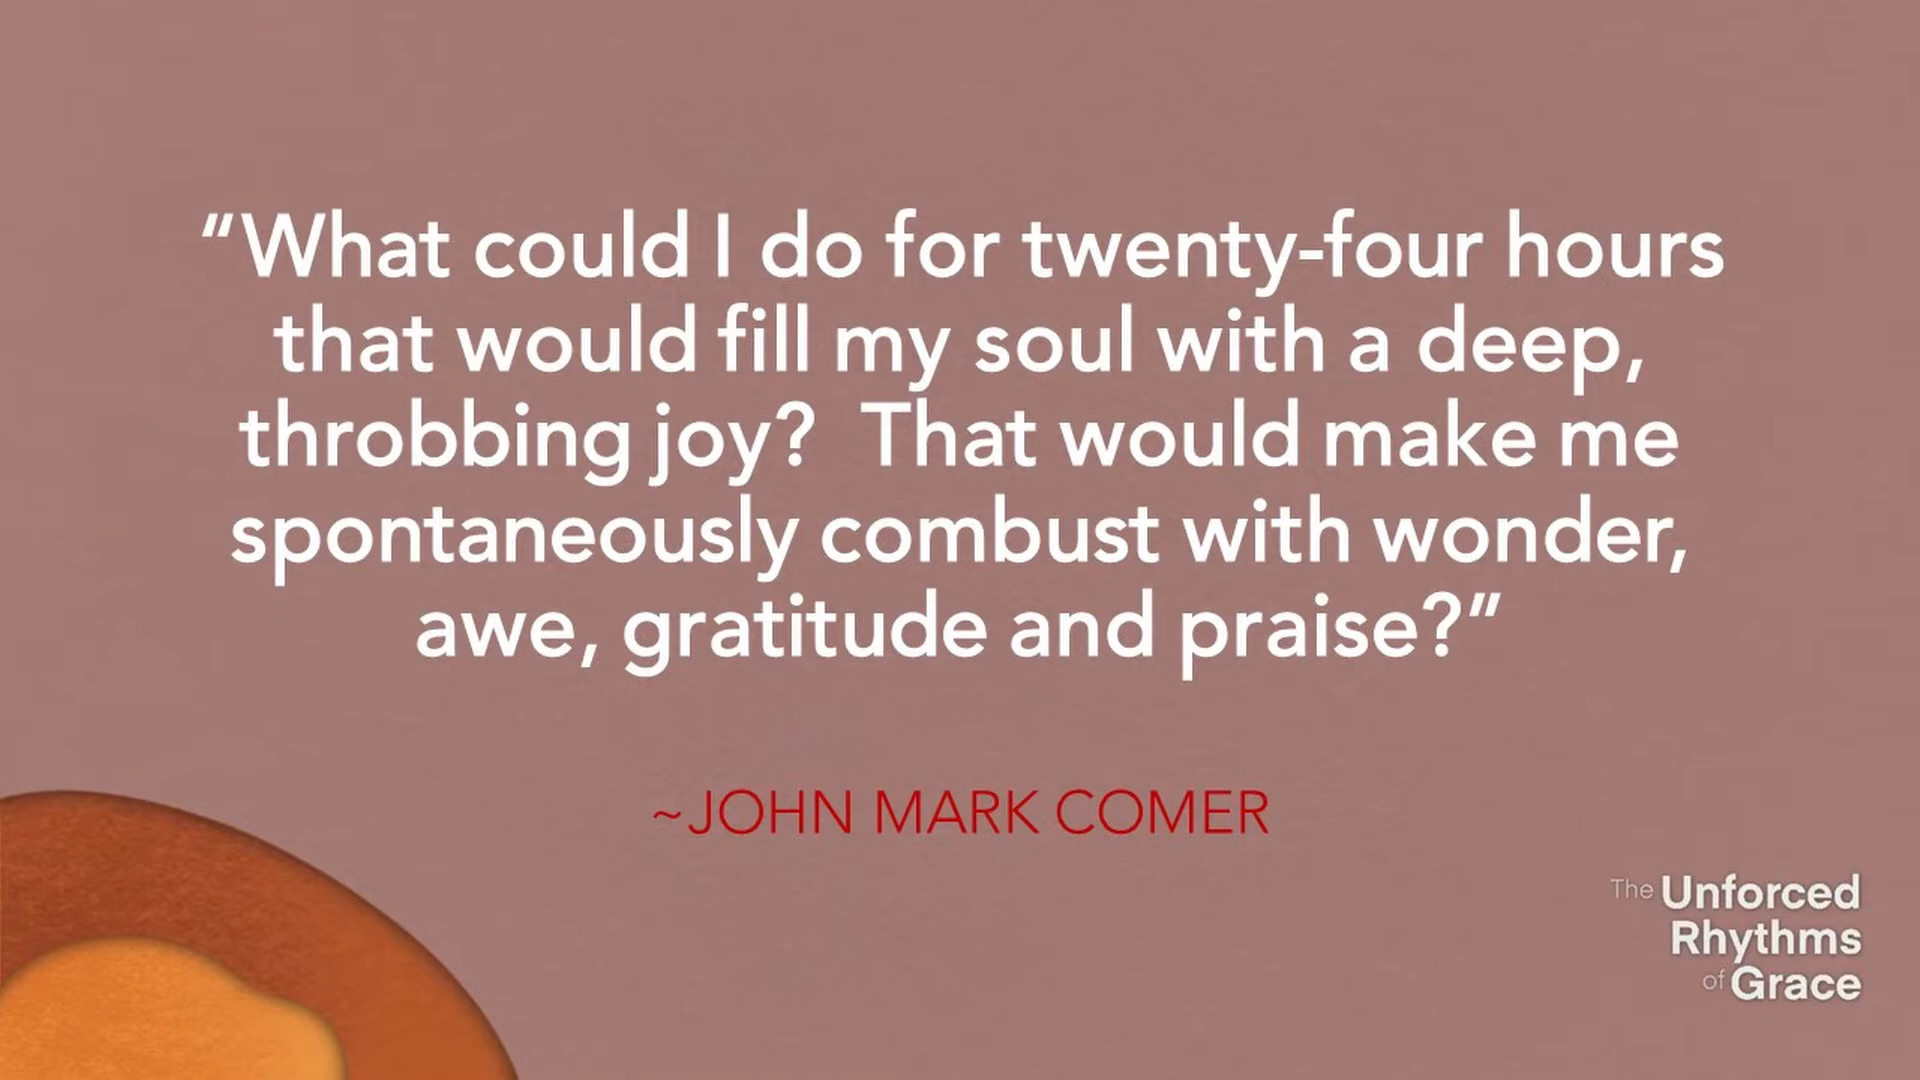 “What could I do for twenty-four hours
that would fill my soul with a deep,
throbbing joy?  That would make me
spontaneously combust with wonder,
awe, gratitude and praise?”
~JOHN MARK COMER
The Unforced
Rhythms
of Grace